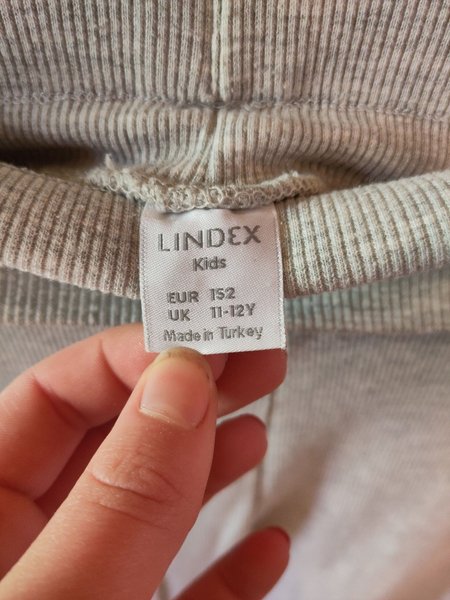 LINDEX
Kids
EUR 152
UK 11-12Y
Made in Turkey